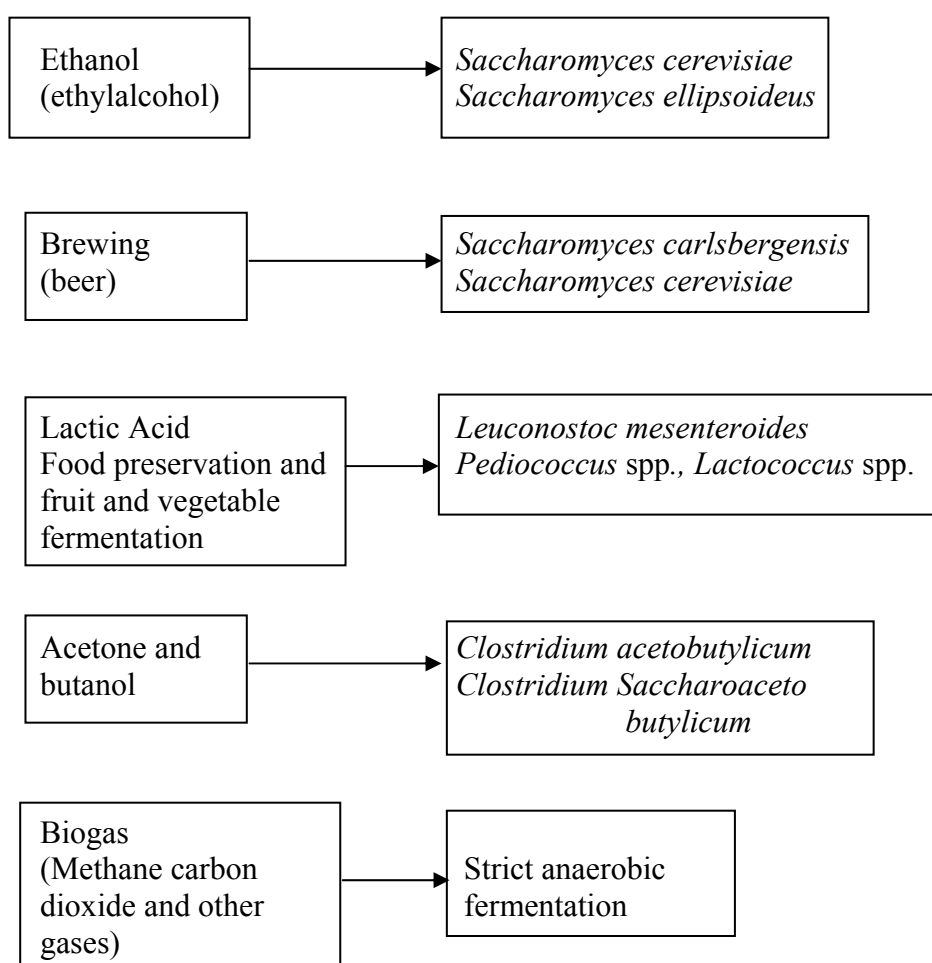 Ethanol
(ethylalcohol)
Saccharomyces cerevisiae
Saccharomyces ellipsoideus
Brewing
(beer)
Saccharomyces carlsbergensis
Saccharomyces cerevisiae
Lactic Acid
Food preservation and
fruit and vegetable
fermentation
Leuconostoc mesenteroides
Pediococcus spp., Lactococcus spp.
Acetone and
butanol
Clostridium acetobutylicum
Clostridium Saccharoaceto
butylicum
Biogas
(Methane carbon
dioxide and other
gases)
Strict anaerobic
fermentation